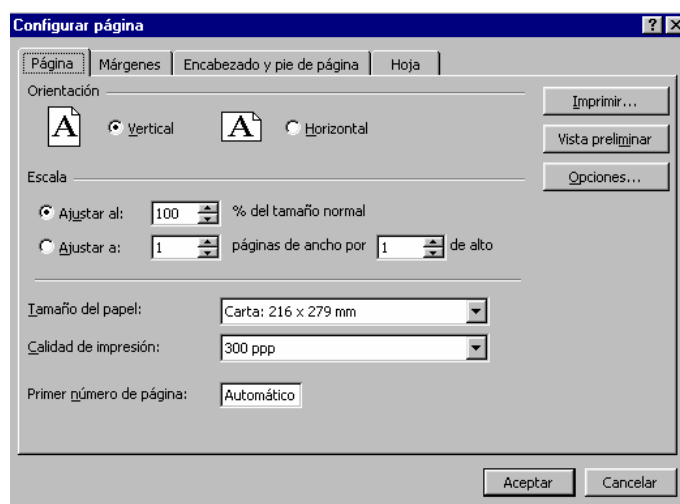 Configurar página
Página Márgenes Encabezado y pie de página Hoja
Orientación
A Vertical A Horizontal
Imprimir...
Vista preliminar
Opciones...
Escala
Ajustar al: 100 % del tamaño normal
Ajustar a: 1 páginas de ancho por 1 de alto
Tamaño del papel: Carta: 216 x 279 mm
Calidad de impresión: 300 ppp
Primer número de página: Automático
Aceptar Cancelar